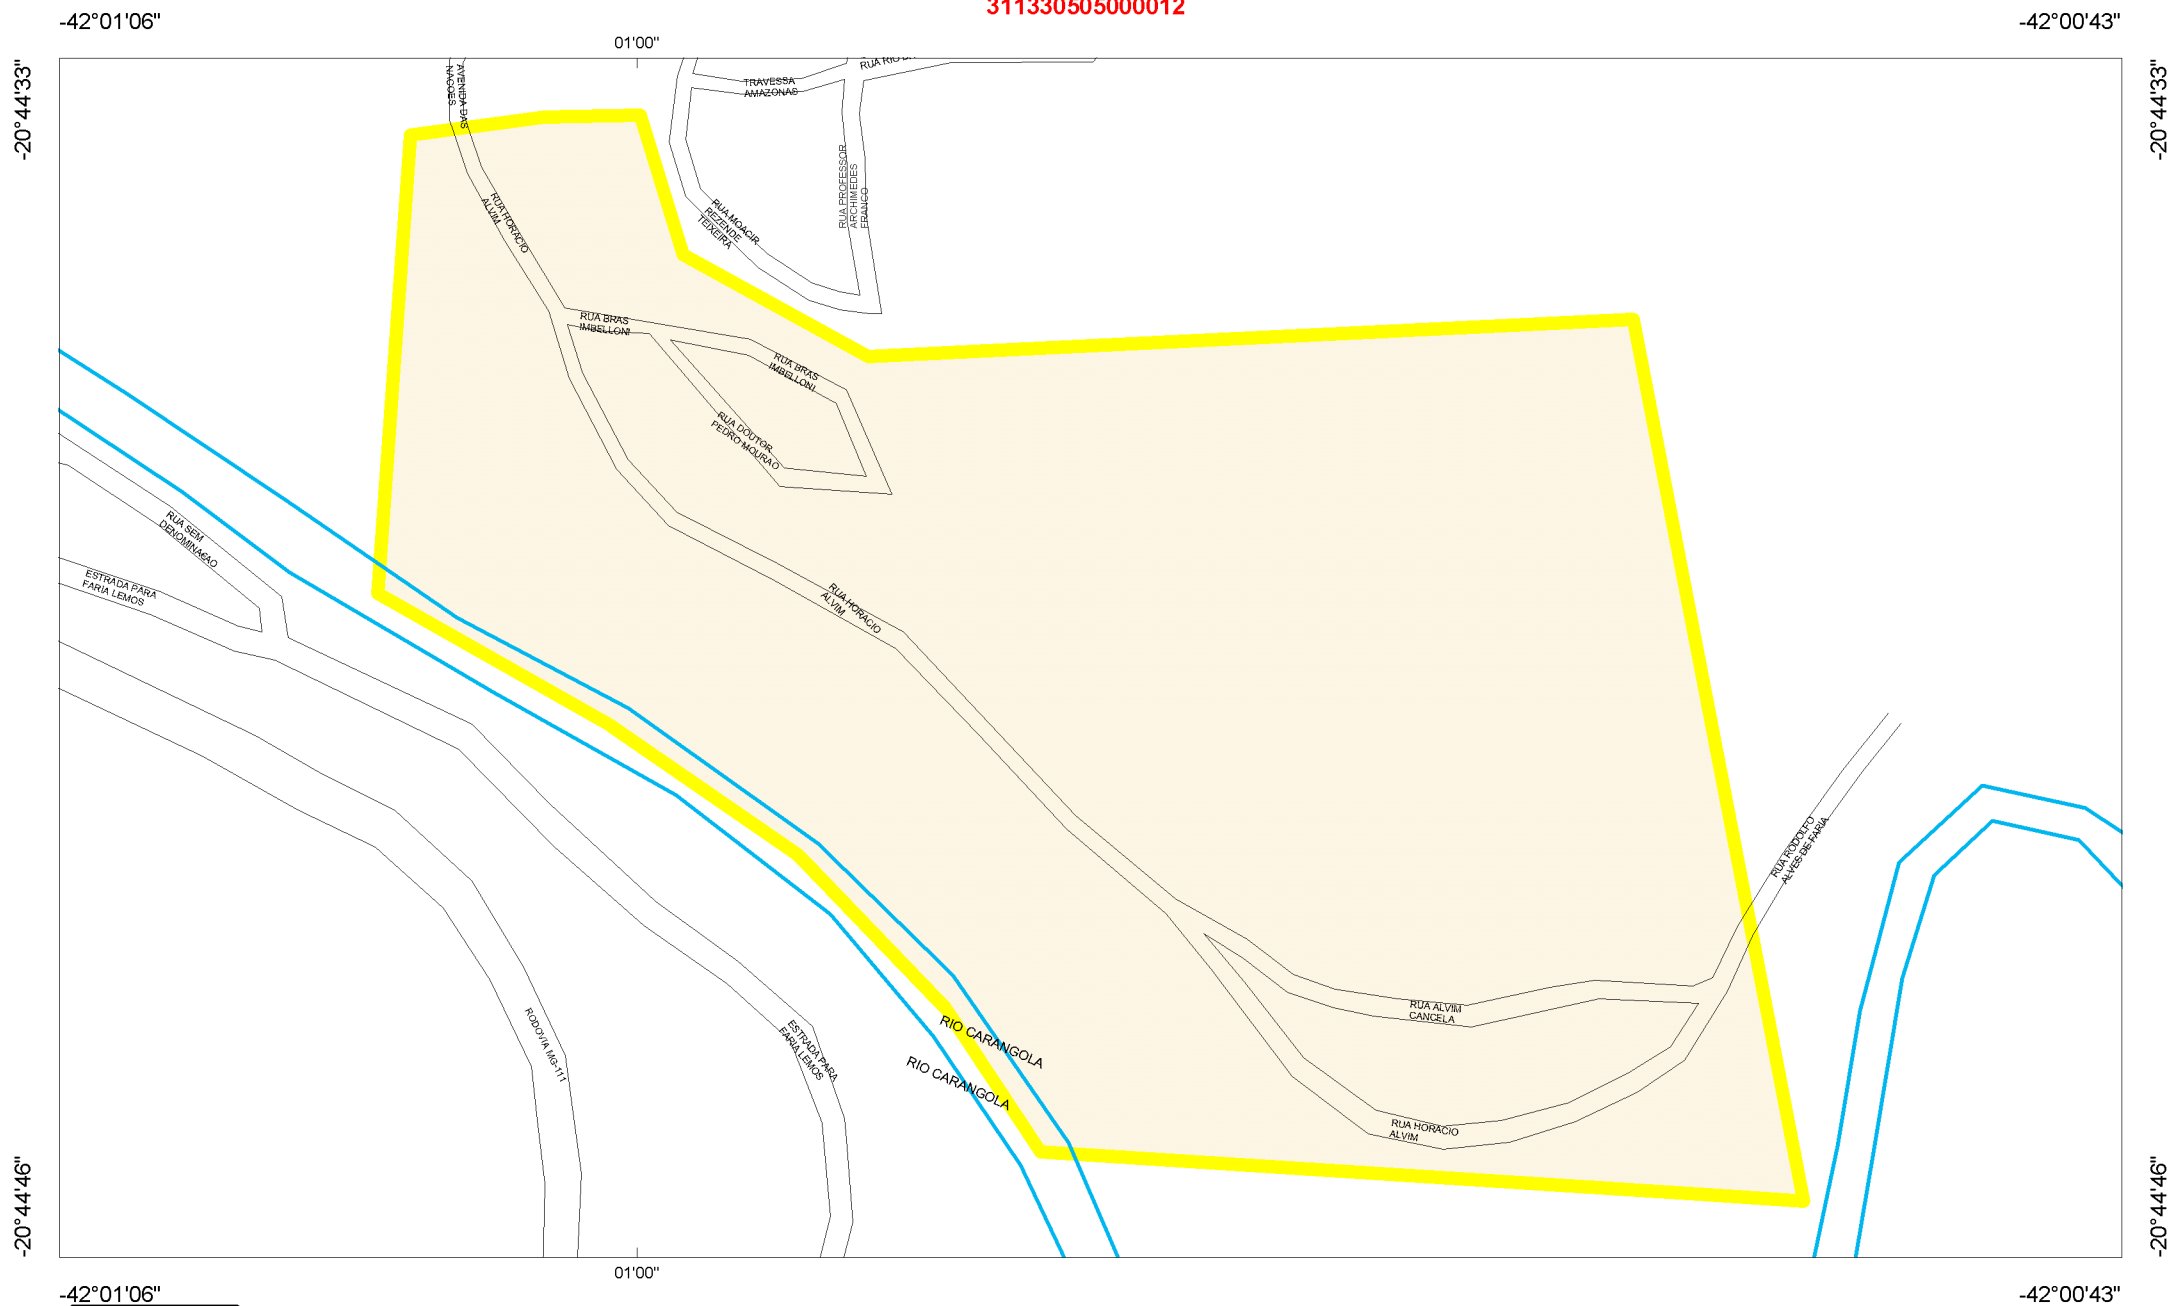 311330505000012
-42°01'06"
-42°00'43"
01'00"
-20°44'33"
-20°44'33"
AVENIDA DAS
NACOES
TRAVESSA
AMAZONAS
RUA RIO
RUA PROFESSOR
ARCHIMEDES
FRANCO
RUA MOACIR
REZENDE
TEIXEIRA
RUA HORACIO
ALVIM
RUA BRAS
IMBELLONI
RUA BRAS
IMBELLONI
RUA DOUTOR
PEDRO MOURAO
RUA SEM
DENOMINACAO
ESTRADA PARA
FARIA LEMOS
RUA HORACIO
ALVIM
RUA RODOLFO
ALVES DE FARIA
RUA ALVIM
CANCELA
RIO CARANGOLA
RIO CARANGOLA
RODOVIA MG-111
ESTRADA PARA
FARIA LEMOS
RUA HORACIO
ALVIM
-20°44'46"
-20°44'46"
01'00"
-42°01'06"
-42°00'43"